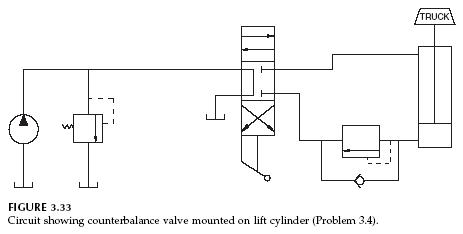 TRUCK
FIGURE 3.33
Circuit showing counterbalance valve mounted on lift cylinder (Problem 3.4).